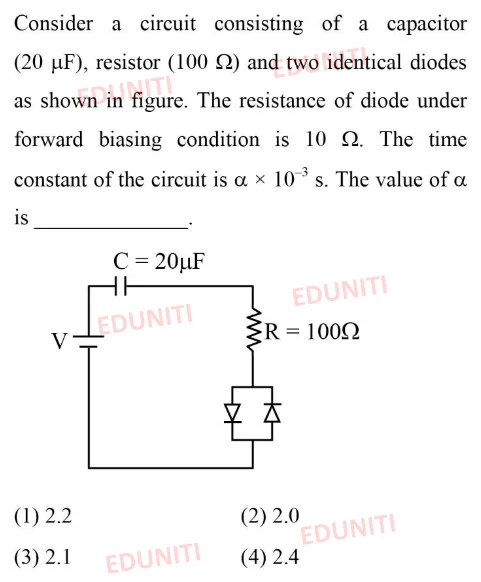 Consider a circuit consisting of a capacitor
(20 μF), resistor (100 Ω) and two identical diodes
as shown in figure. The resistance of diode under
forward biasing condition is 10 Ω. The time
constant of the circuit is α × 10⁻³ s. The value of α
is _______________.
C = 20μF
V
R = 100Ω
(1) 2.2
(2) 2.0
(3) 2.1
(4) 2.4
EDUNITI
EDUNITI
EDUNITI
EDUNITI
EDUNITI
EDUNITI